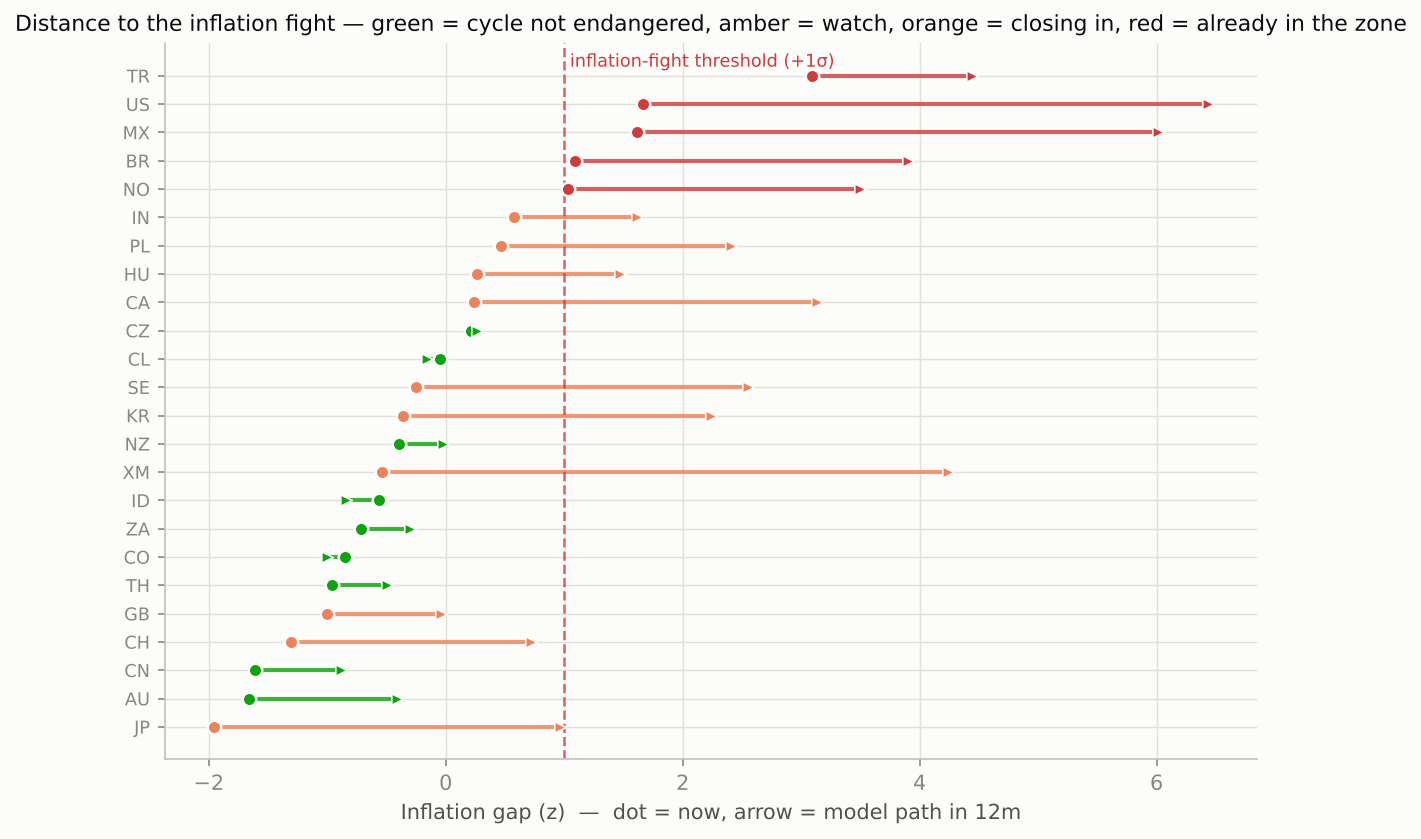 Distance to the inflation fight — green = cycle not endangered, amber = watch, orange = closing in, red = already in the zone
inflation-fight threshold (+1σ)
TR
US
MX
BR
NO
IN
PL
HU
CA
CZ
CL
SE
KR
NZ
XM
ID
ZA
CO
TH
GB
CH
CN
AU
JP
−2 0 2 4 6
Inflation gap (z) — dot = now, arrow = model path in 12m